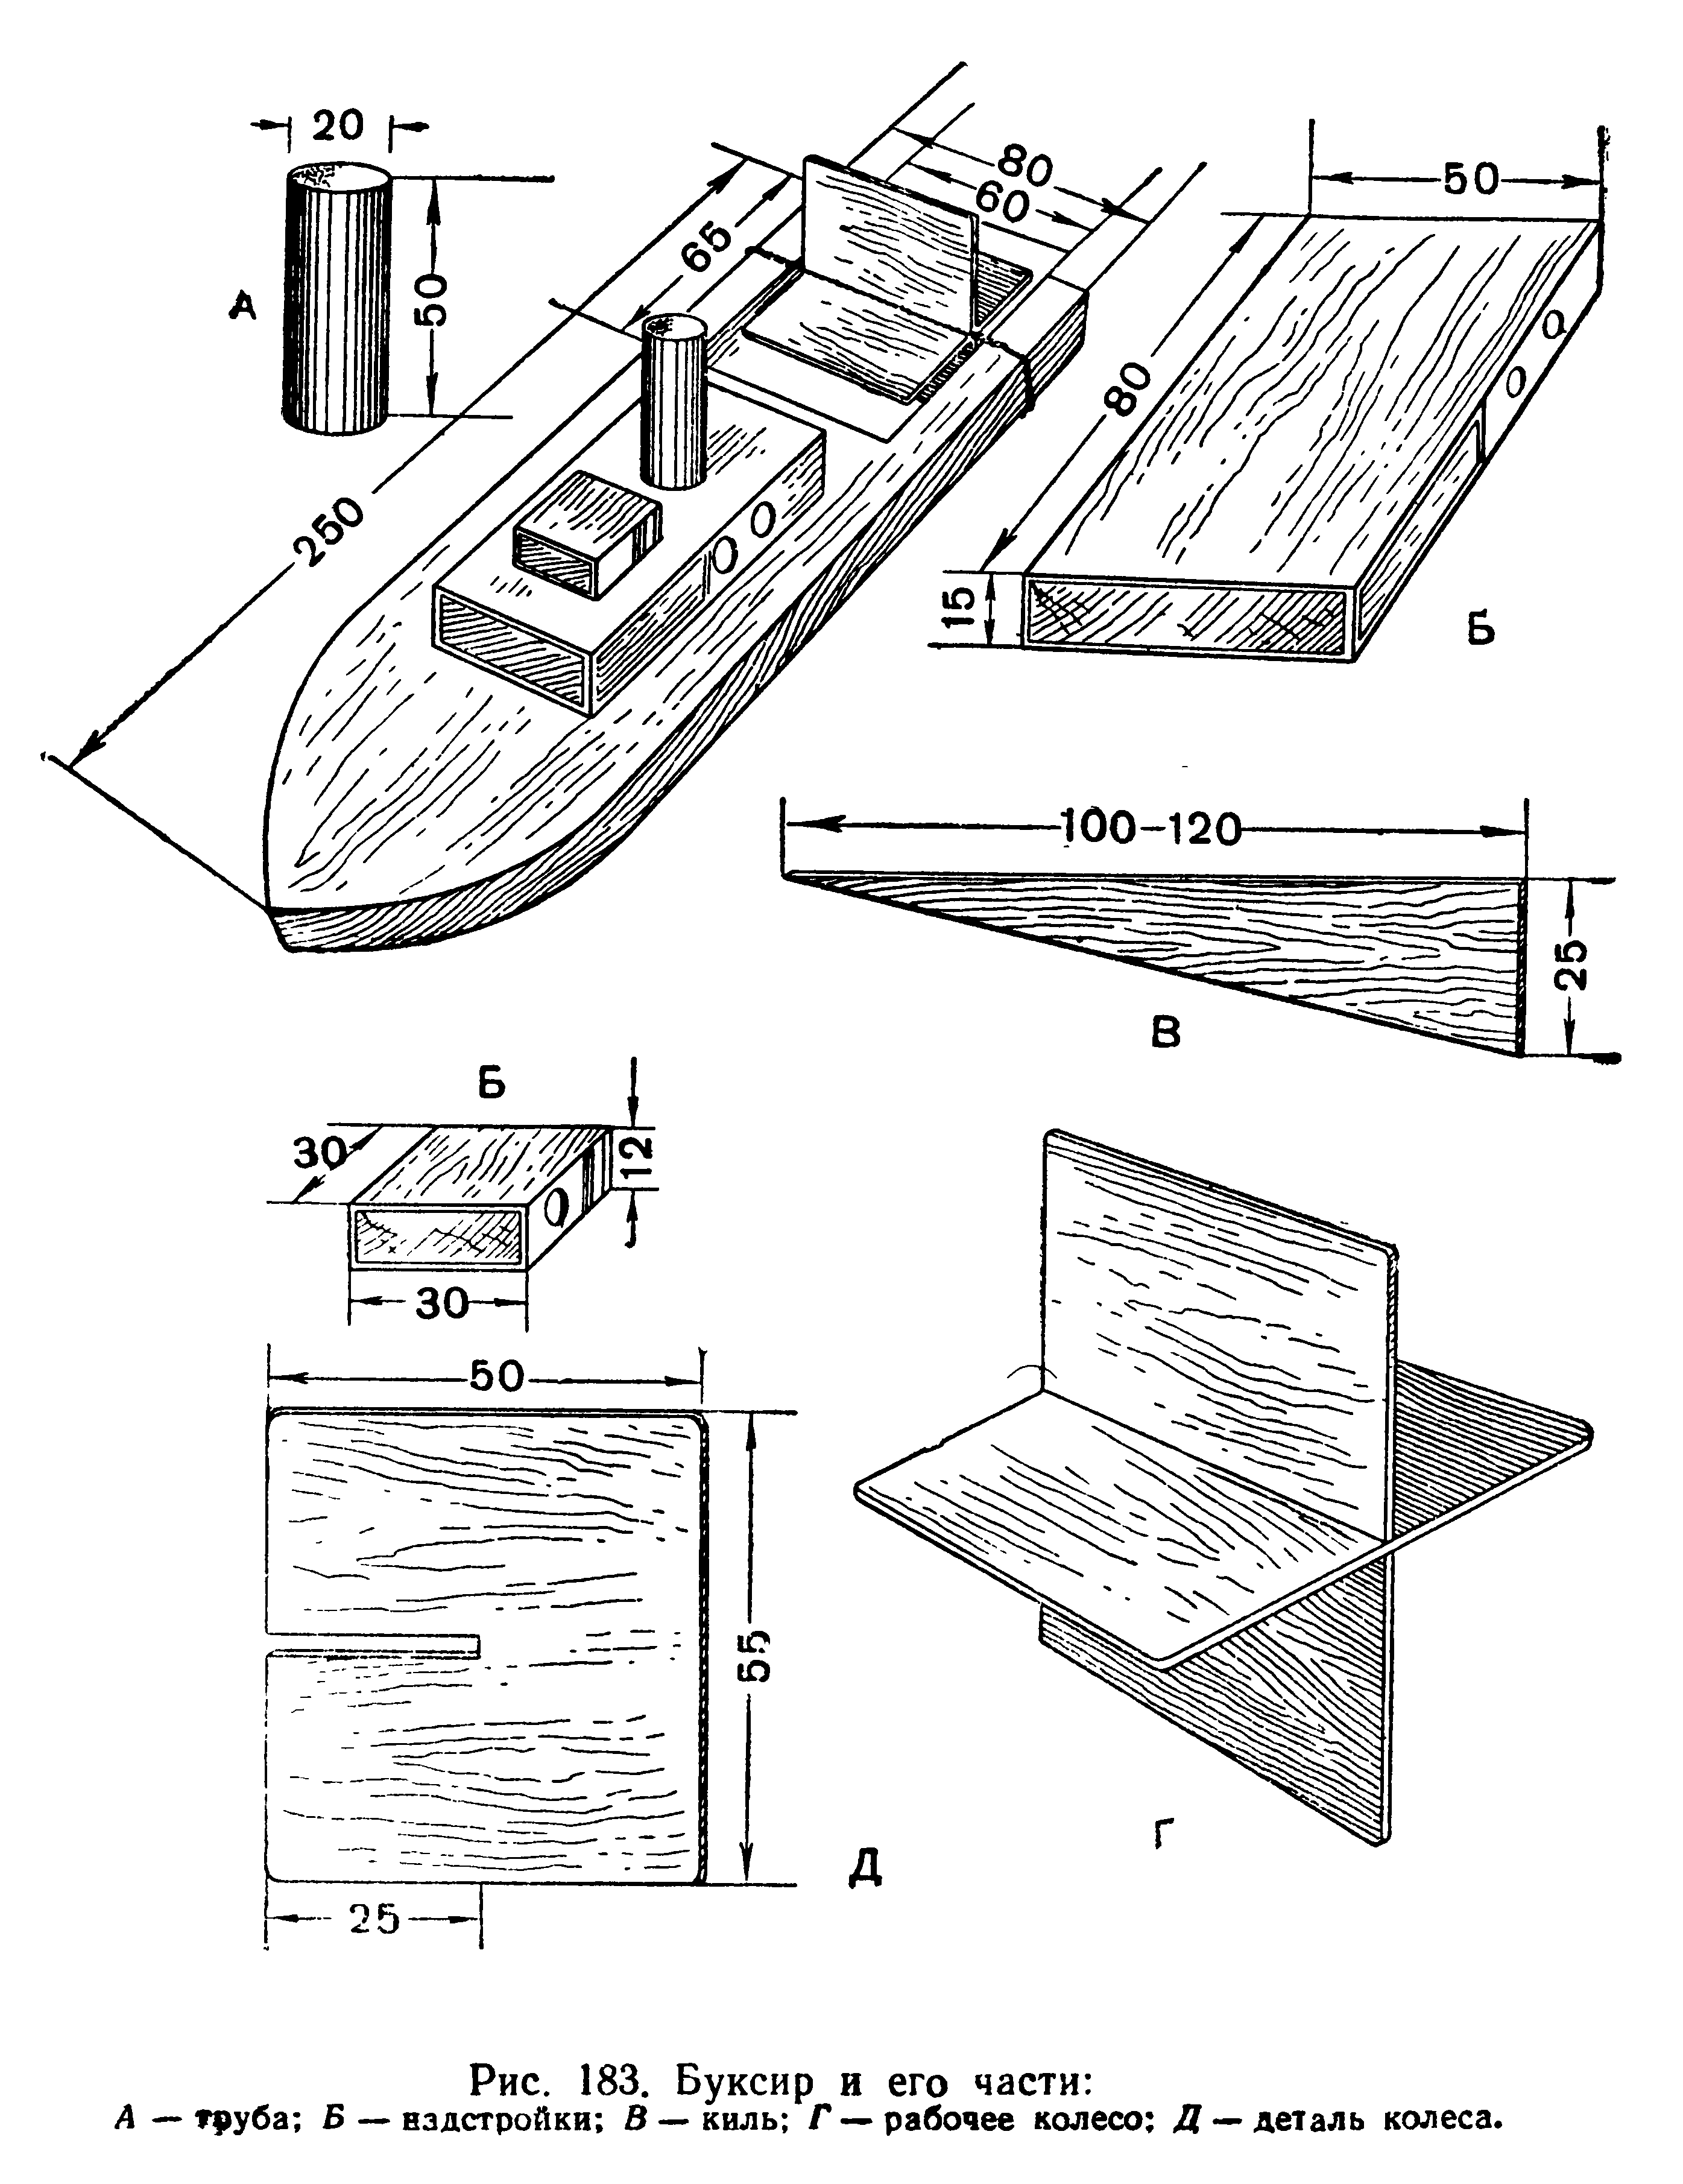 20
80
60
50
65
А
50
80
250
15
Б
100–120
25
В
Б
30
12
30
50
55
Г
Д
25
Рис. 183. Буксир и его части:
А — труба; Б — нздстройки; В — киль; Г — рабочее колесо; Д — деталь колеса.